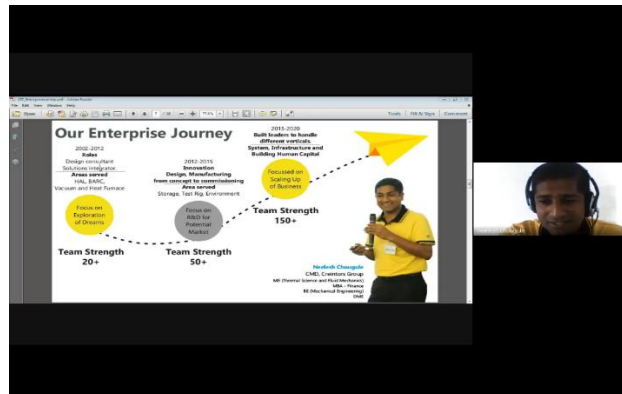 Our Enterprise Journey
2002-2012
Roles
Design consultant
Solutions integrator
Areas served
HAL, BARC,
Vacuum and Heat Furnace
Focus on
Exploration
of Dreams
Team Strength
20+
2012-2015
Innovation
Design, Manufacturing
from concept to commissioning
Area served
Storage, Test Rig, Environment
Focus on
R&D for
Potential
Market
Team Strength
50+
2015-2020
Built leaders to handle
different verticals.
System, Infrastructure and
Building Human Capital
Focussed on
Scaling Up
of Business
Team Strength
150+
Neelesh Chaugule
CMD, Creintors Group
ME (Thermal Science and Fluid Mechanics)
MBA - Finance
BE (Mechanical Engineering)
DME